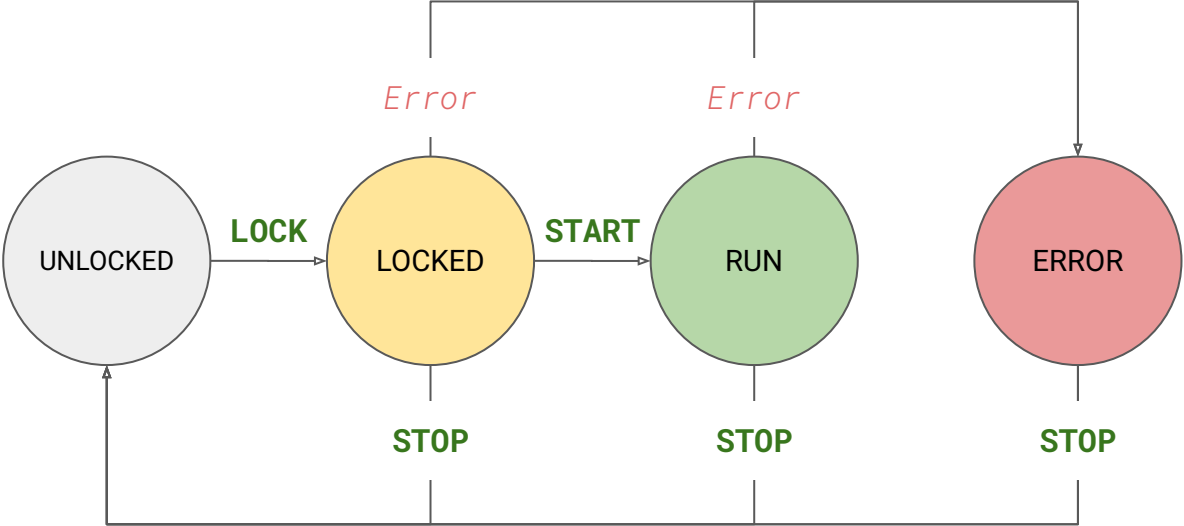 Error
Error
LOCK
START
UNLOCKED
LOCKED
RUN
ERROR
STOP
STOP
STOP